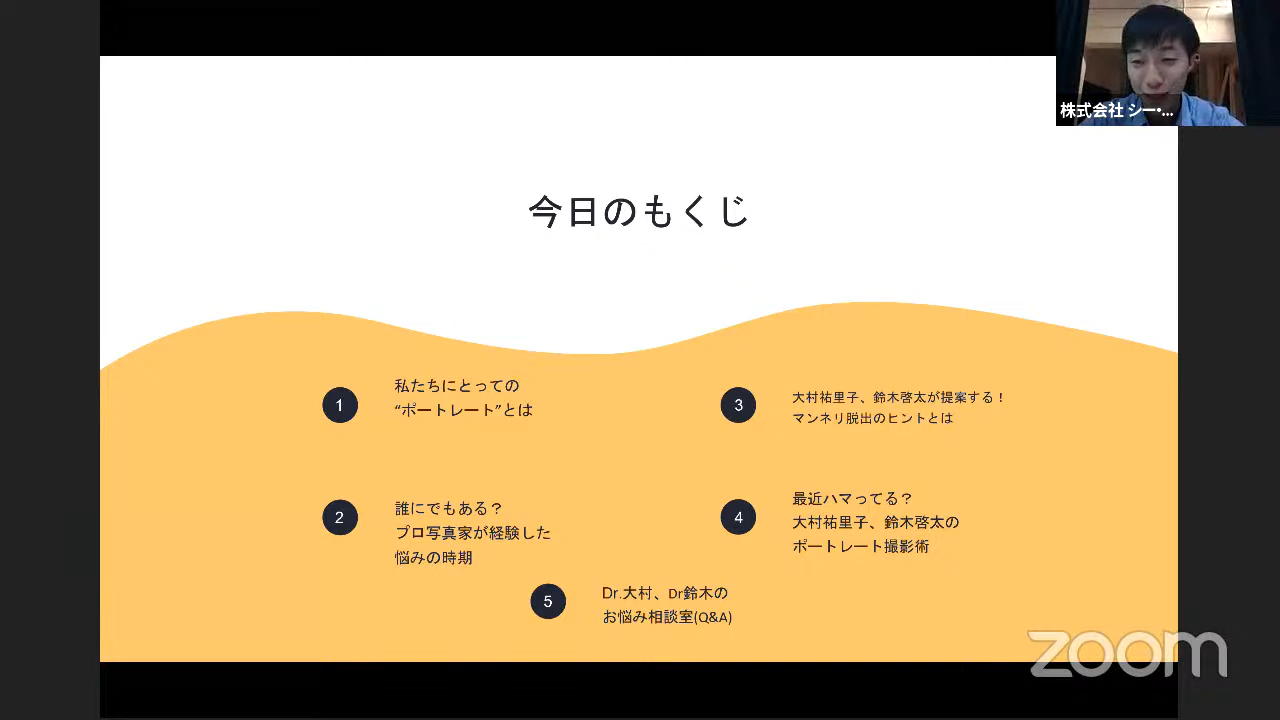 株式会社 シー•...
今日のもくじ
1
私たちにとっての
“ポートレート”とは
2
誰にでもある？
プロ写真家が経験した
悩みの時期
3
大村祐里子、鈴木啓太が提案する！
マンネリ脱出のヒントとは
4
最近ハマってる？
大村祐里子、鈴木啓太の
ポートレート撮影術
5
Dr.大村、Dr鈴木の
お悩み相談室(Q&A)
zoom